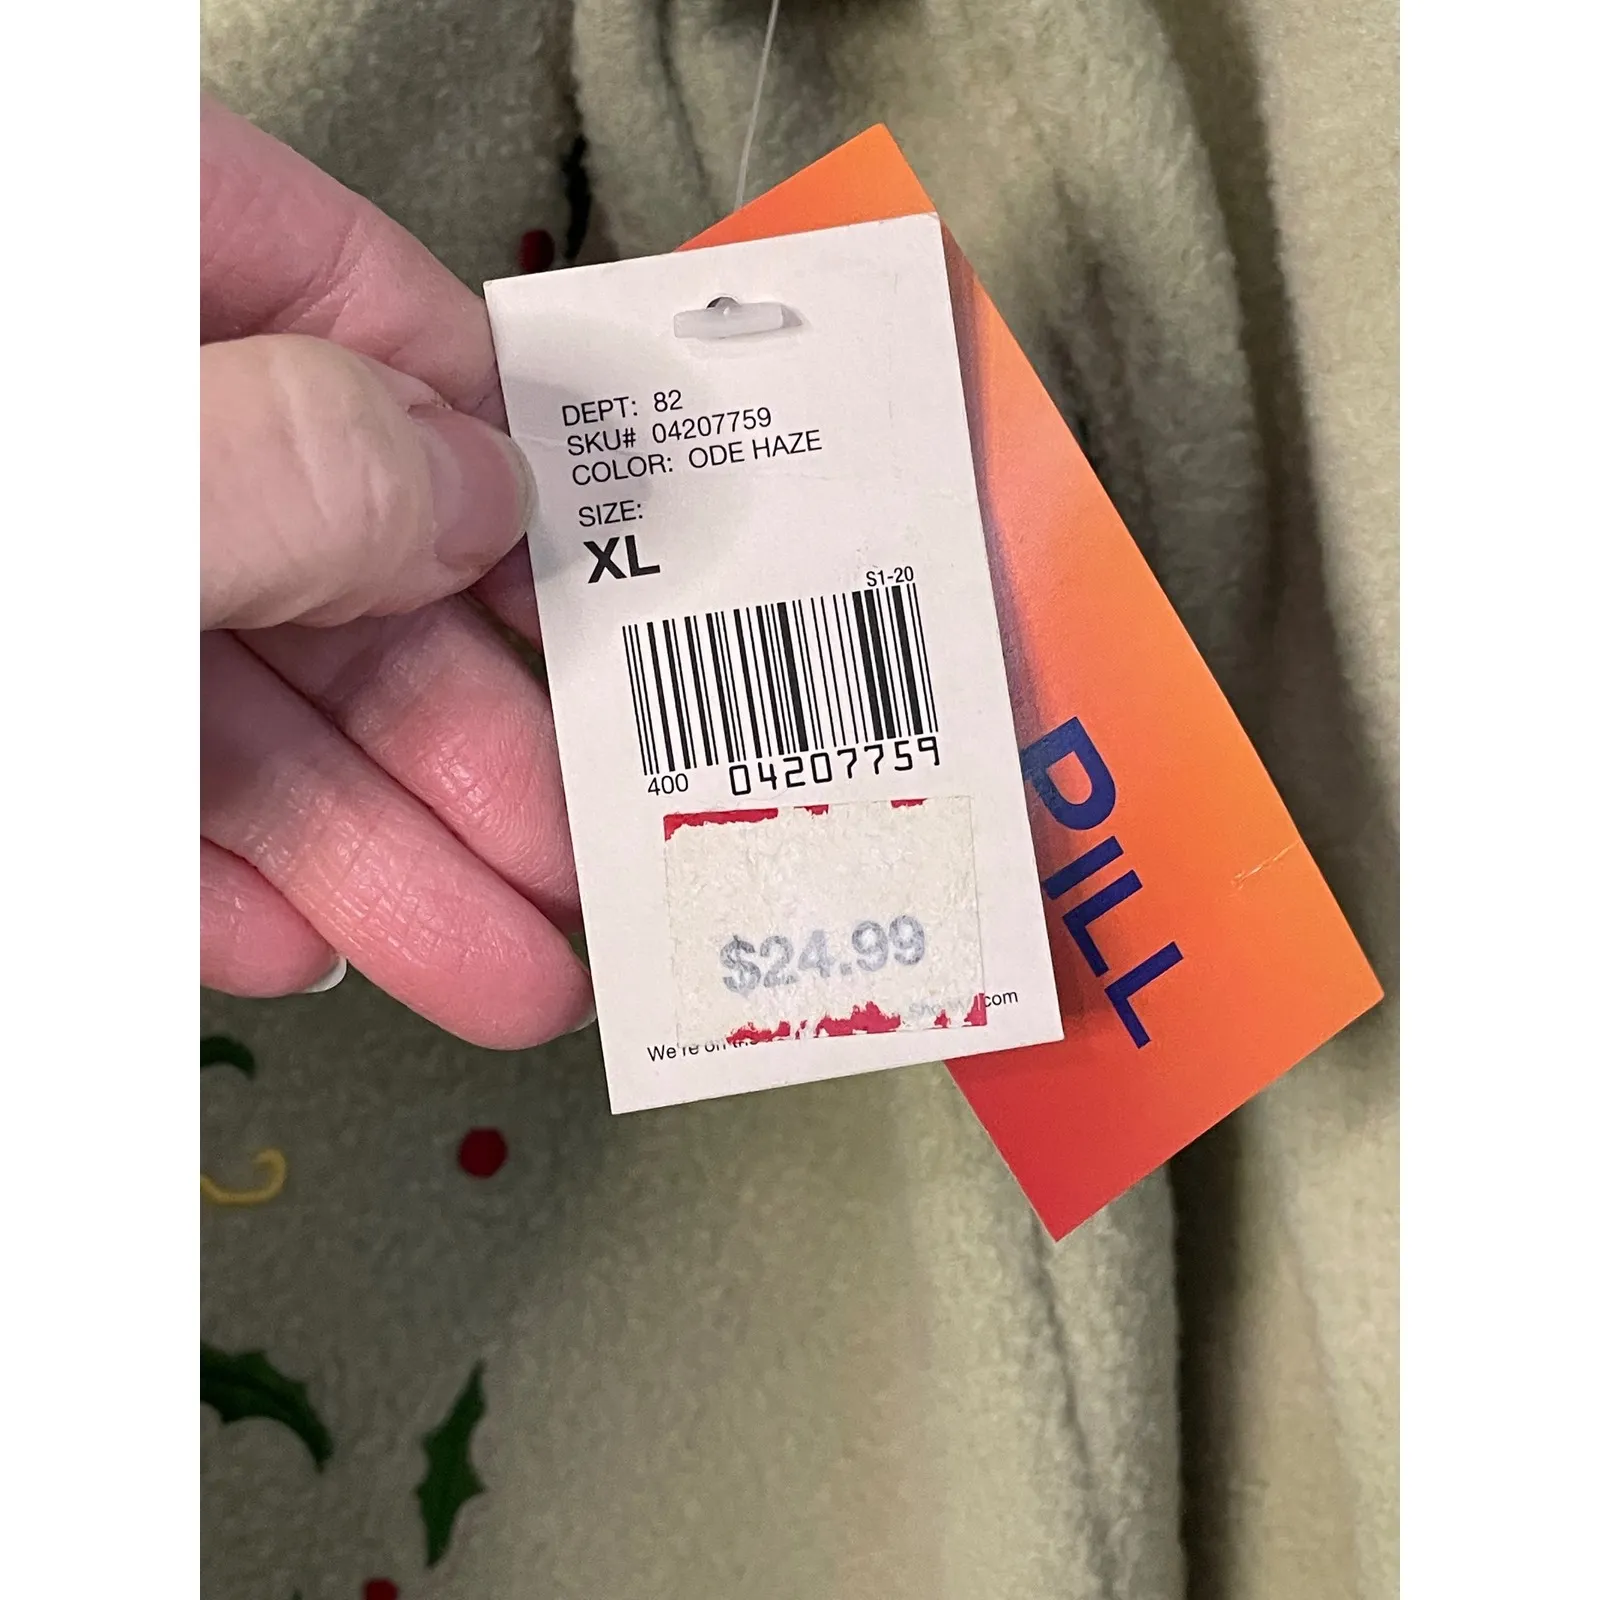 DEPT: 82
SKU# 04207759
COLOR: ODE HAZE
SIZE:
XL
S1-20
400 04207759
$24.99
We're on .com
PILL